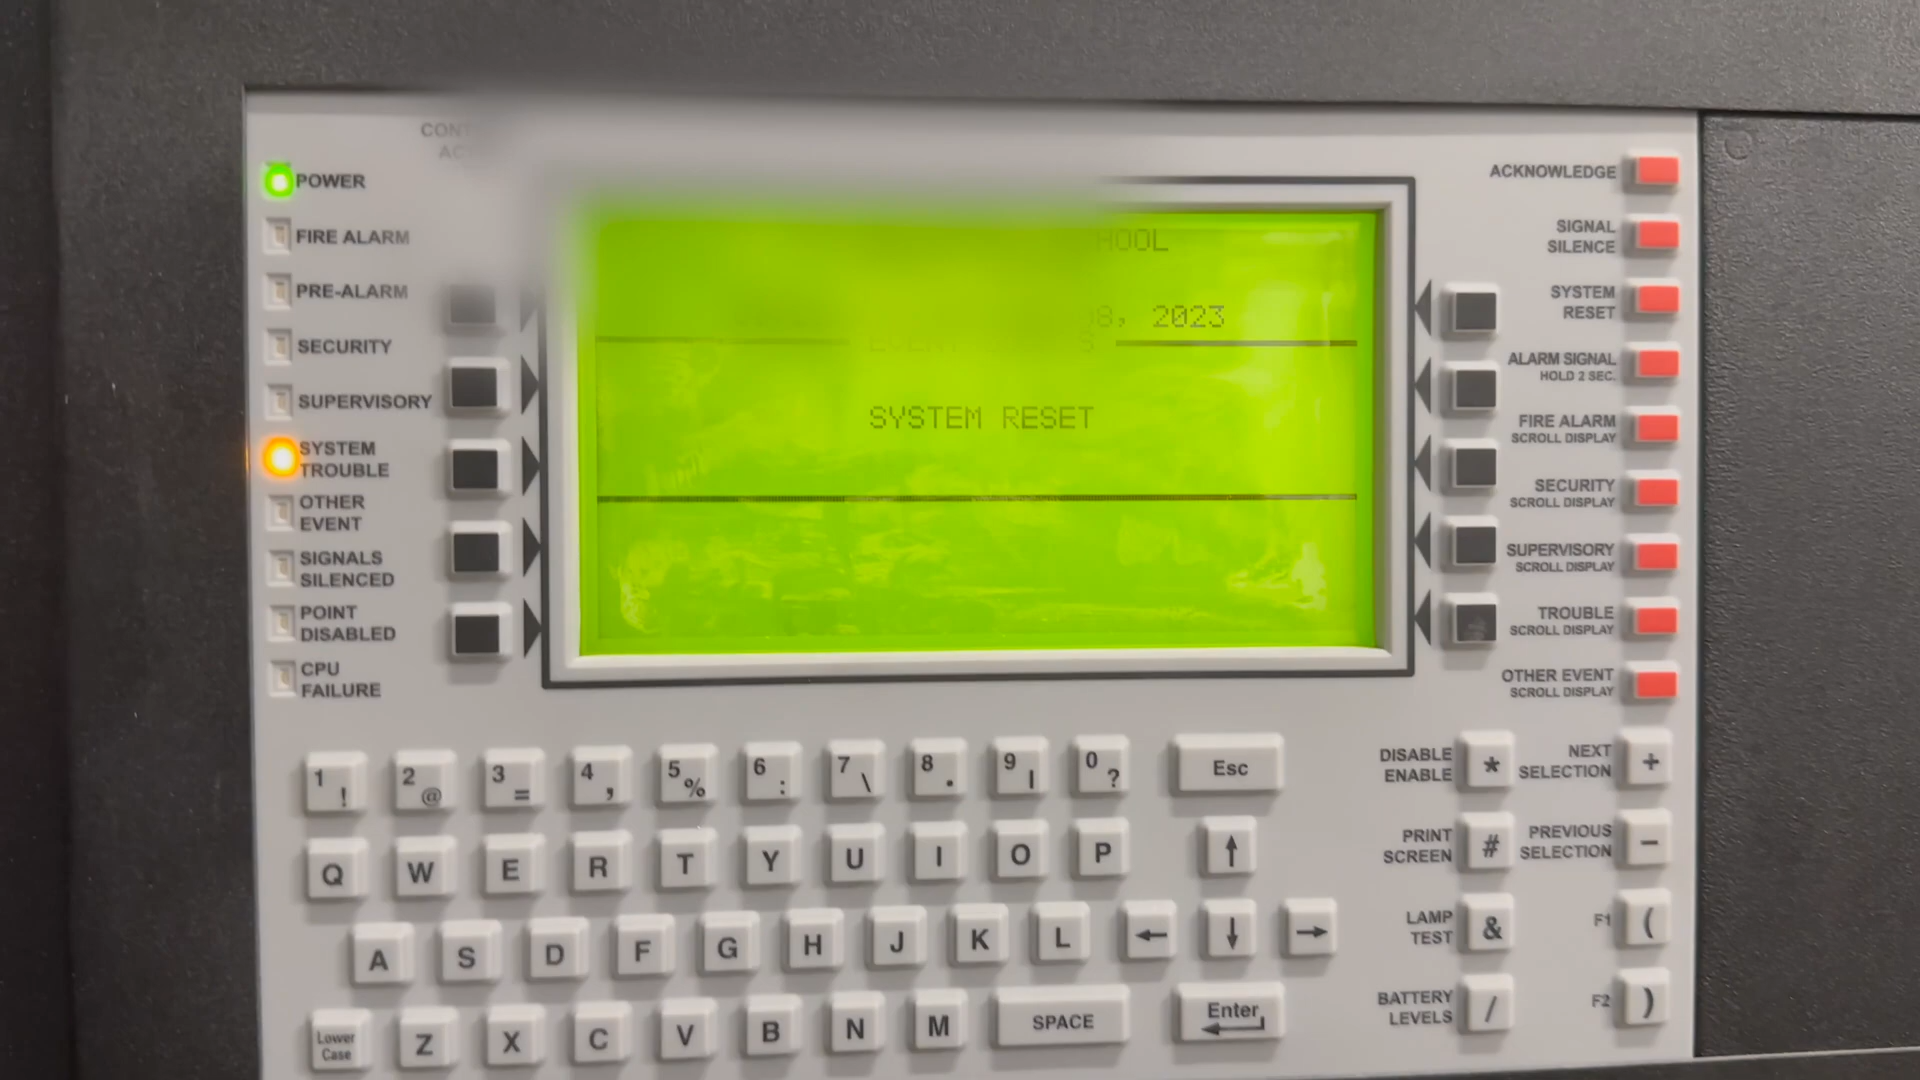 POWER
FIRE ALARM
PRE-ALARM
SECURITY
SUPERVISORY
SYSTEM
TROUBLE
OTHER
EVENT
SIGNALS
SILENCED
POINT
DISABLED
CPU
FAILURE
2023
SYSTEM RESET
ACKNOWLEDGE
SIGNAL
SILENCE
SYSTEM
RESET
ALARM SIGNAL
HOLD 2 SEC.
FIRE ALARM
SCROLL DISPLAY
SECURITY
SCROLL DISPLAY
SUPERVISORY
SCROLL DISPLAY
TROUBLE
SCROLL DISPLAY
OTHER EVENT
SCROLL DISPLAY
1 ! 2 @ 3 = 4 , 5 % 6 : 7 \ 8 . 9 | 0 ? Esc
Q W E R T Y U I O P ↑
A S D F G H J K L ← ↓ →
Lower
Case
Z X C V B N M SPACE Enter
DISABLE
ENABLE
*
NEXT
SELECTION
+
PRINT
SCREEN
#
PREVIOUS
SELECTION
−
LAMP
TEST
&
F1 (
BATTERY
LEVELS
/
F2 )